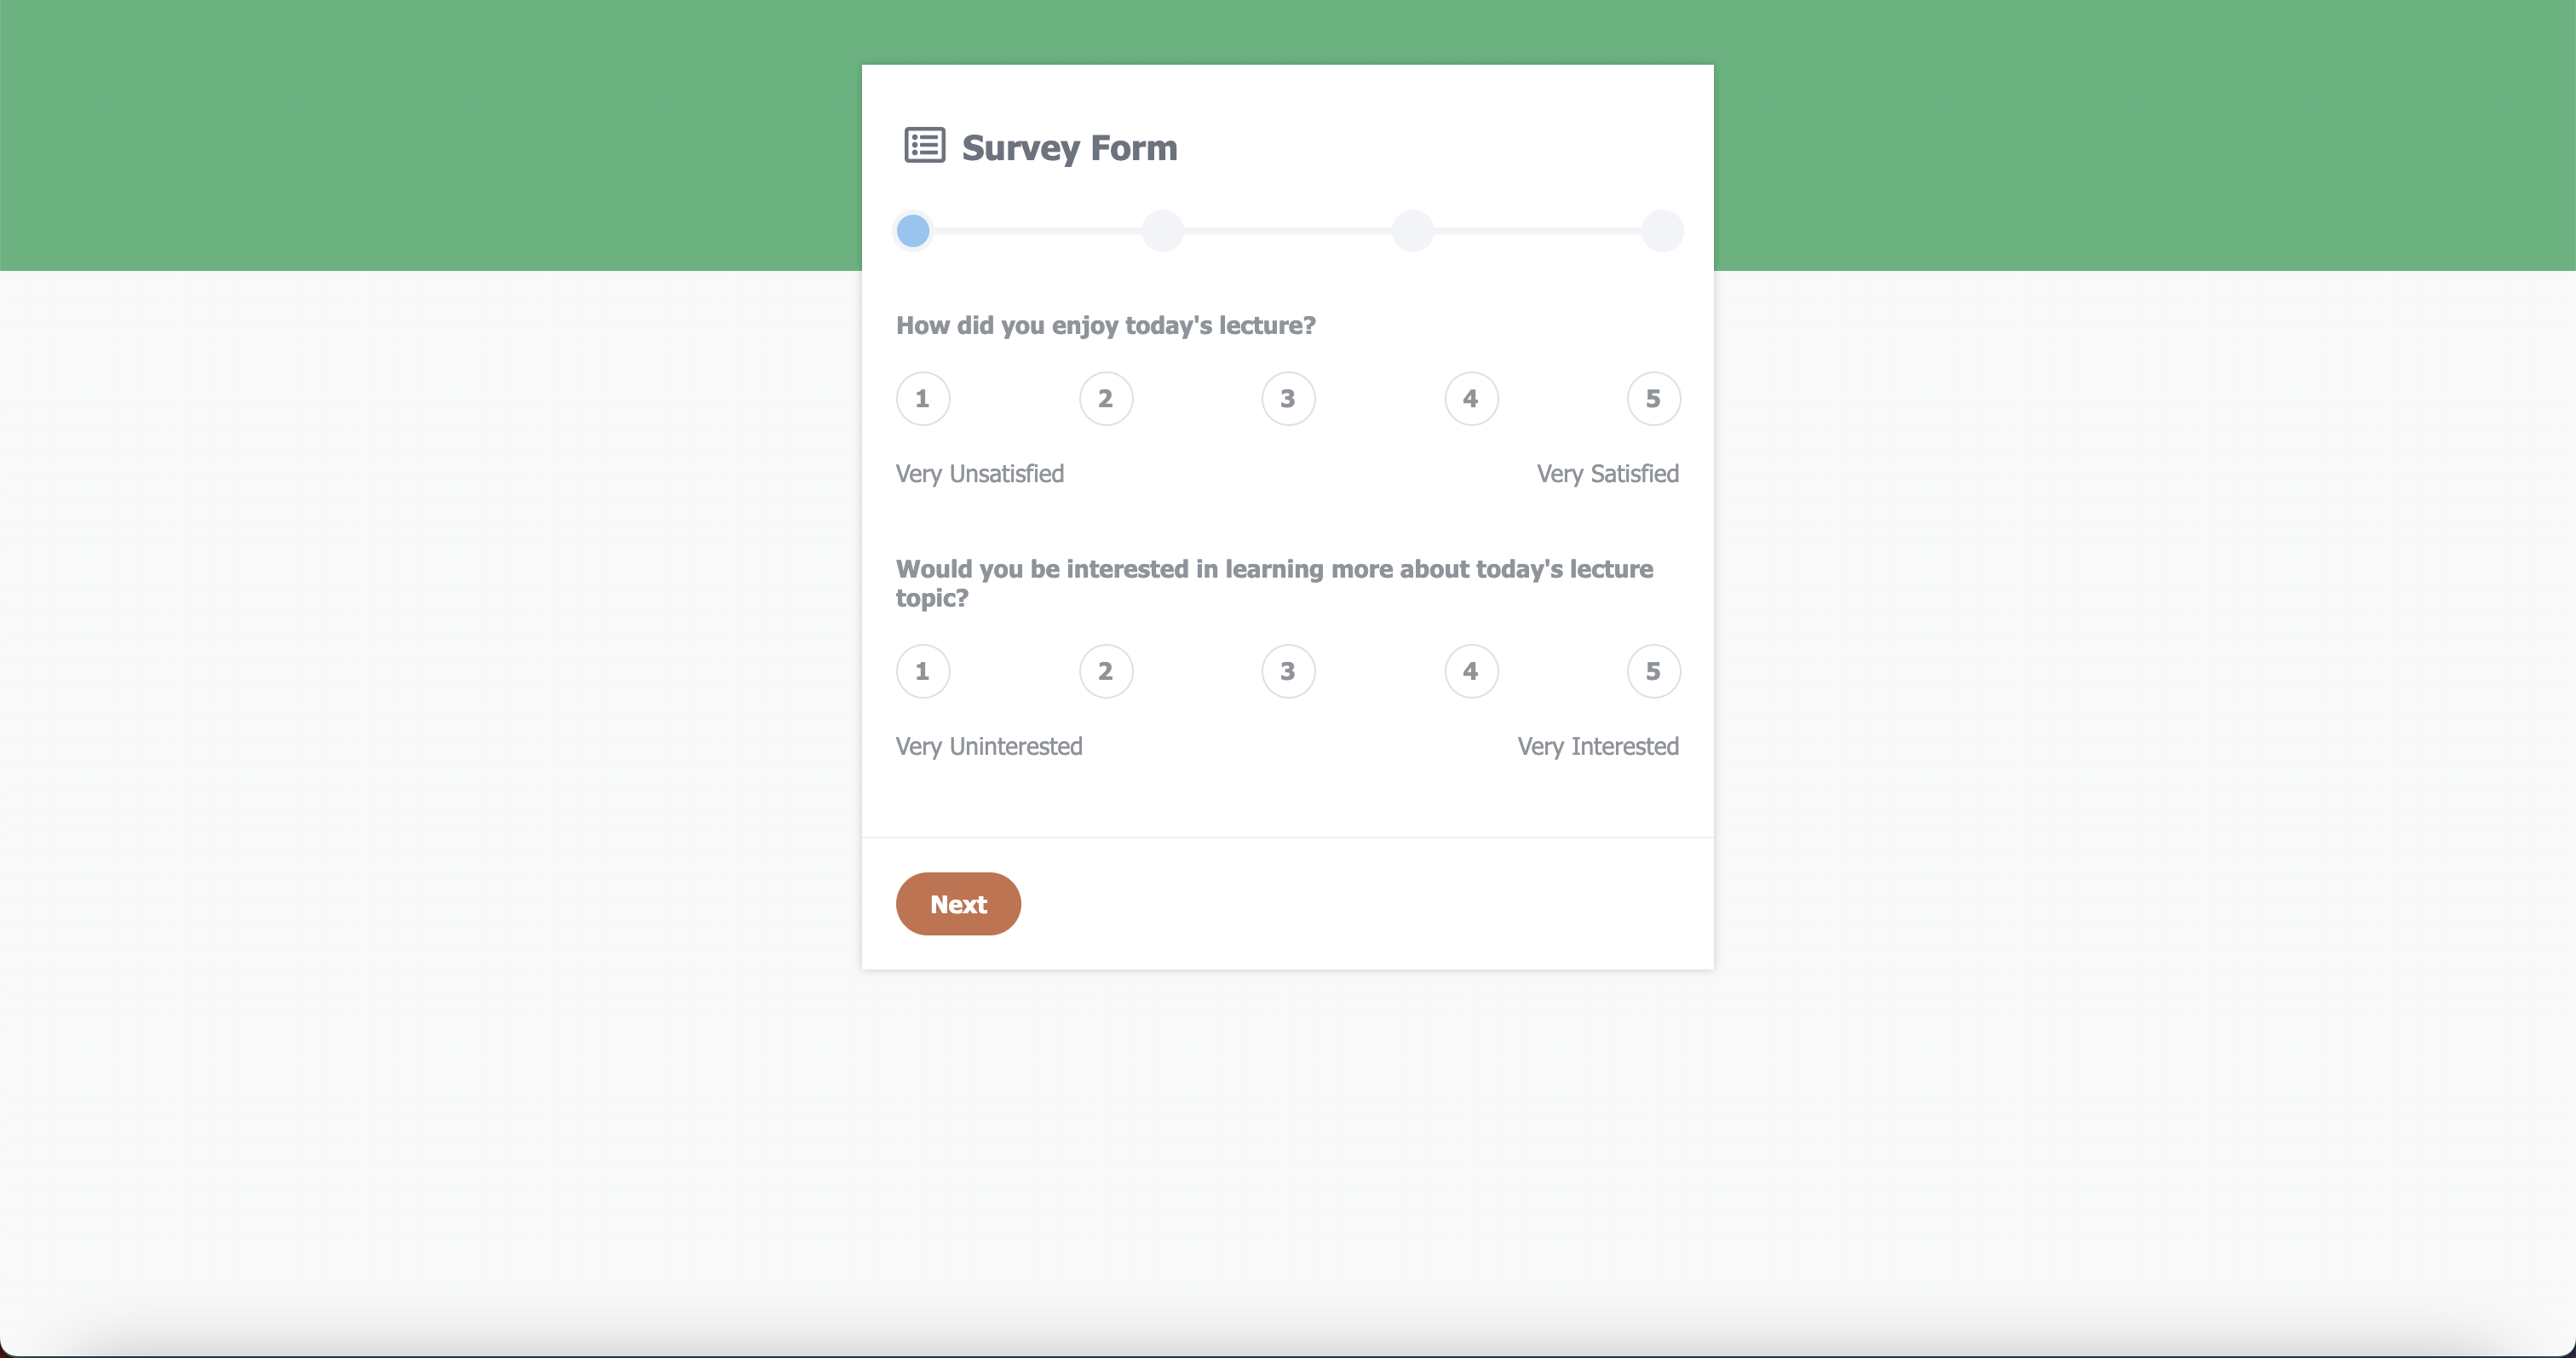 Survey Form
How did you enjoy today's lecture?
1 2 3 4 5
Very Unsatisfied Very Satisfied
Would you be interested in learning more about today's lecture
topic?
1 2 3 4 5
Very Uninterested Very Interested
Next